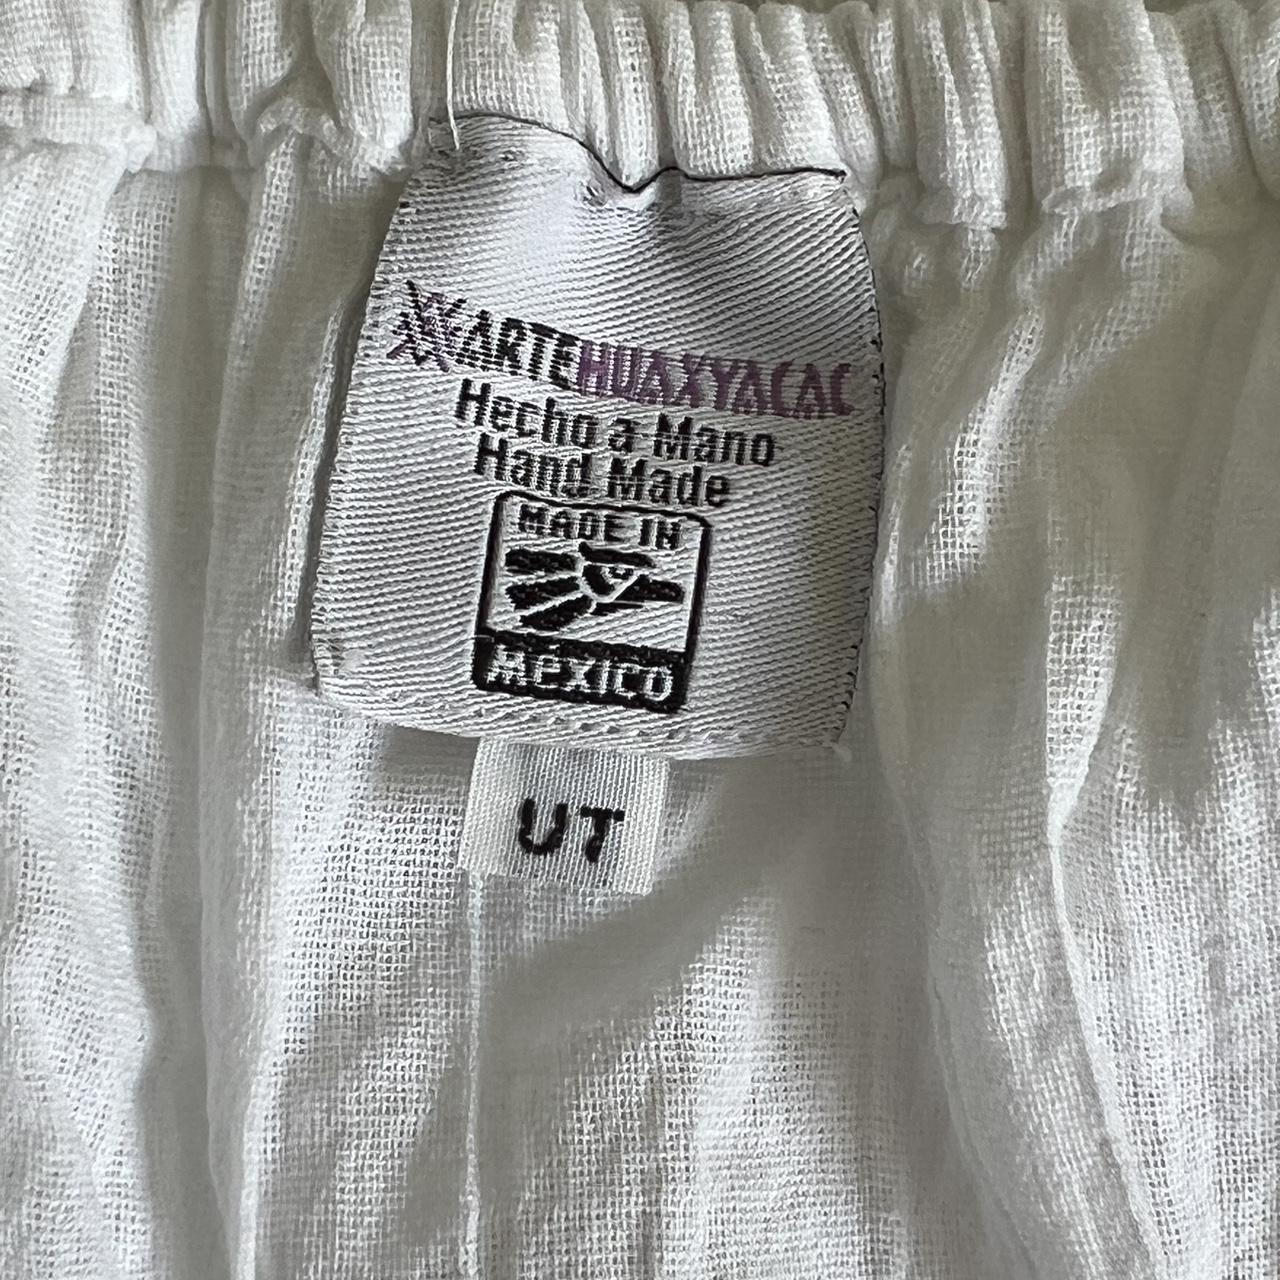 ARTEHUAXYACAC
Hecho a Mano
Hand Made
MADE IN
MÉXICO
UT